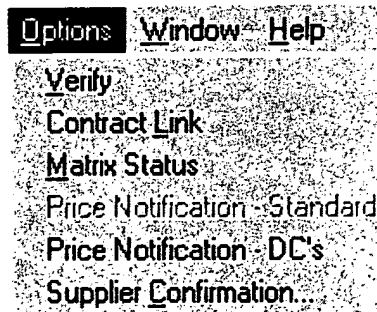 Options Window Help
Verify
Contract Link
Matrix Status
Price Notification - Standard
Price Notification - DC's
Supplier Confirmation...